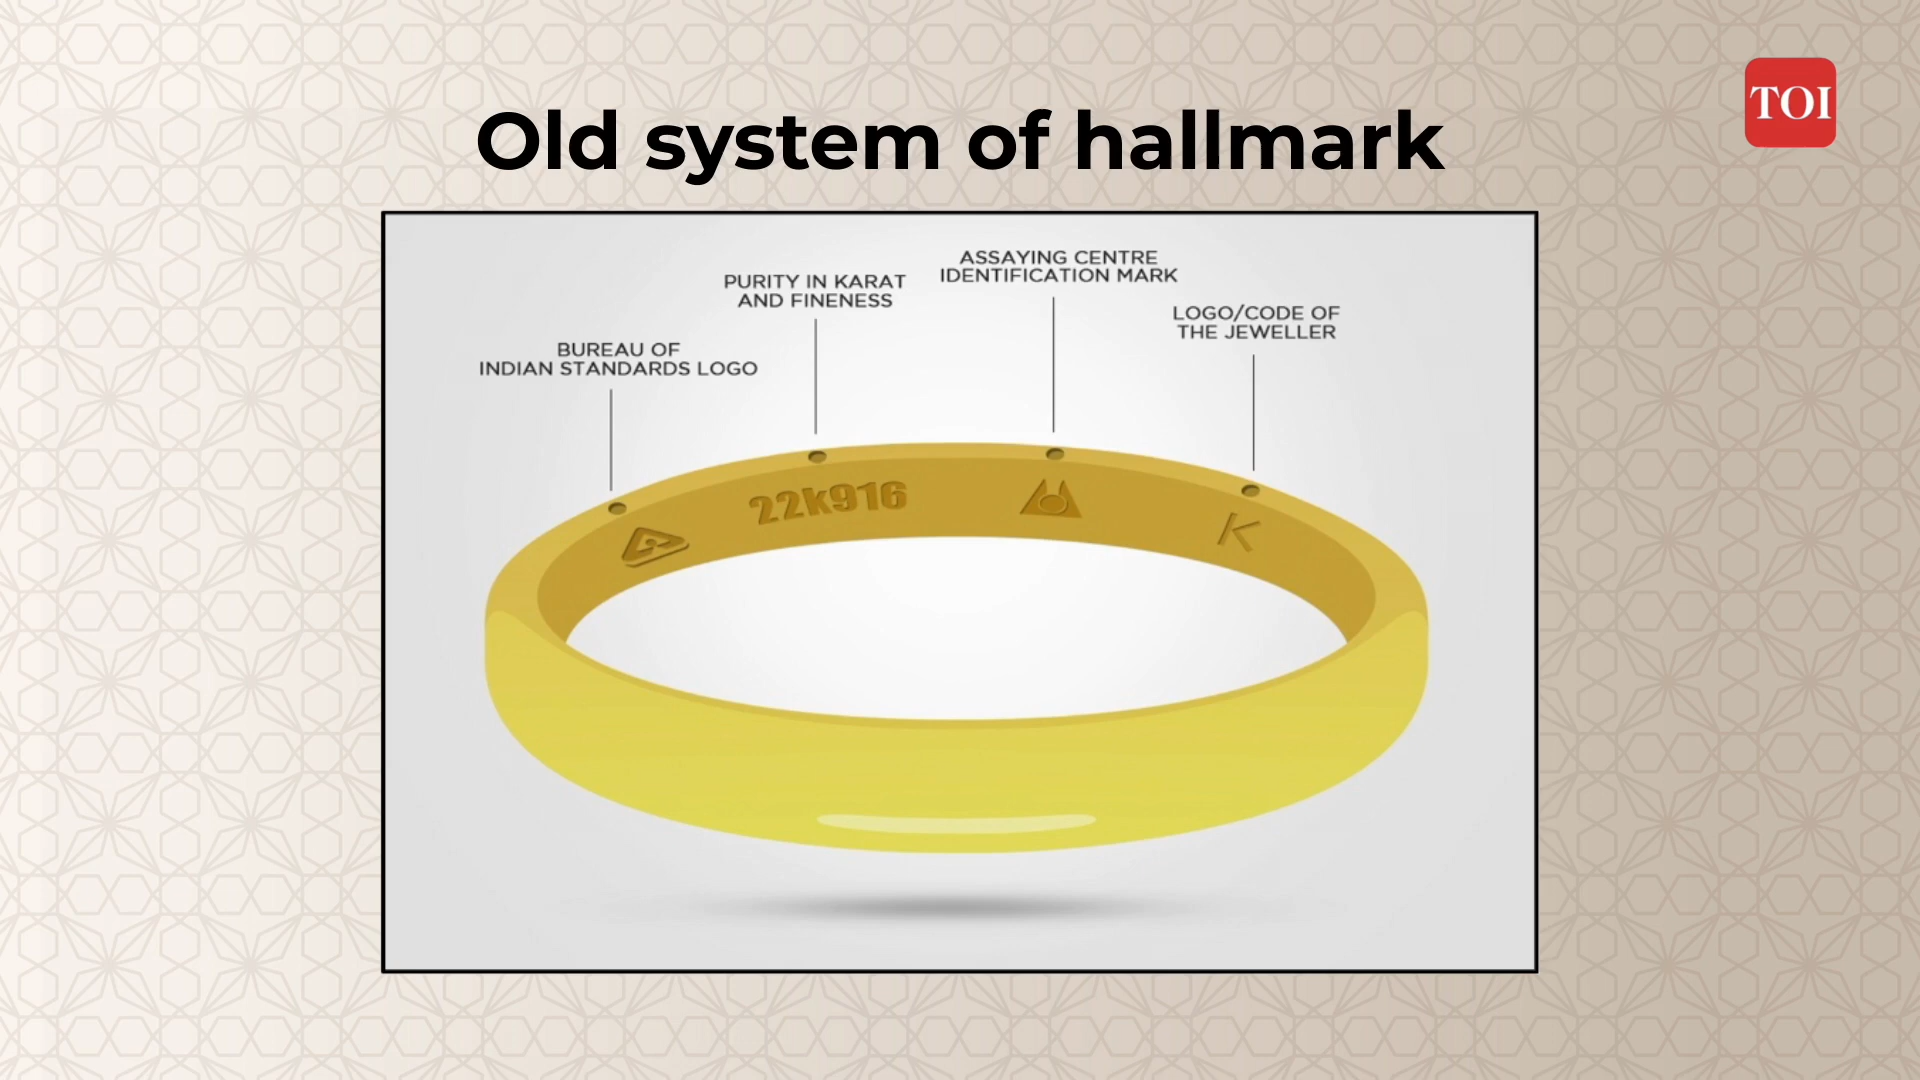 TOI
Old system of hallmark
ASSAYING CENTRE
IDENTIFICATION MARK
PURITY IN KARAT
AND FINENESS
LOGO/CODE OF
THE JEWELLER
BUREAU OF
INDIAN STANDARDS LOGO
22k916
K